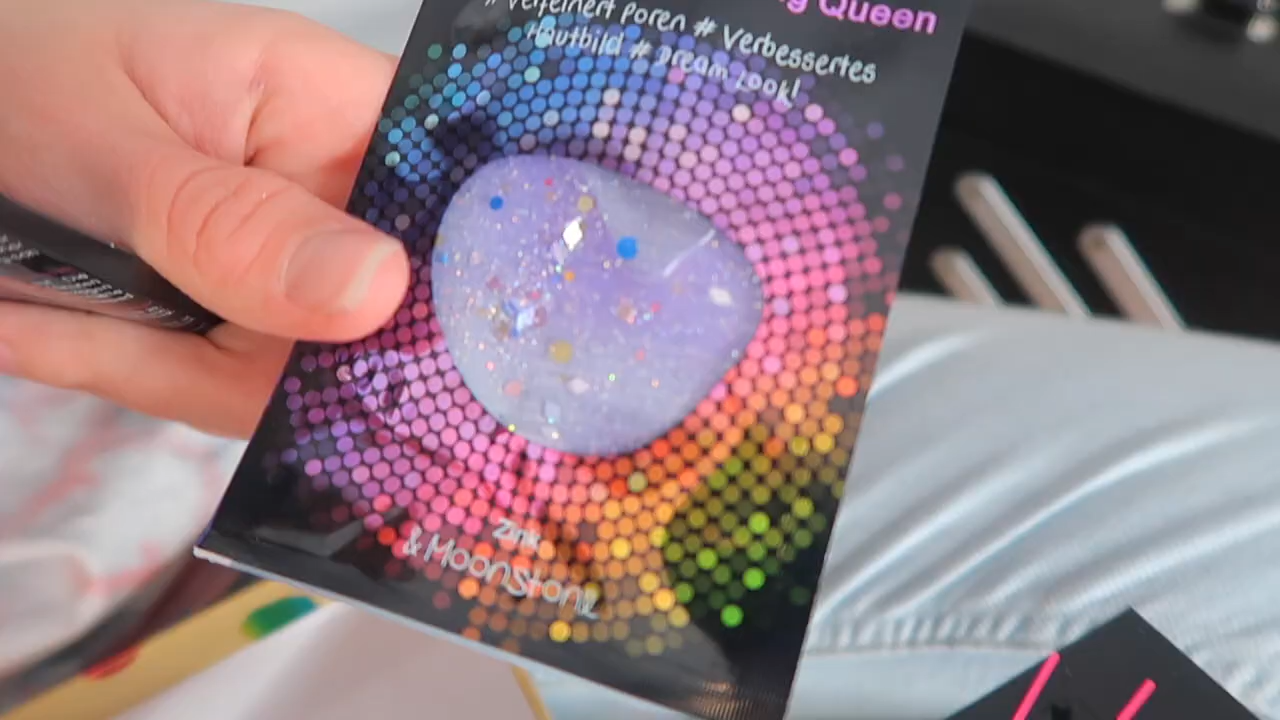 g Queen
# Verfeinert Poren # Verbessertes
Hautbild # Dream Look!
Zink
& Moonstone